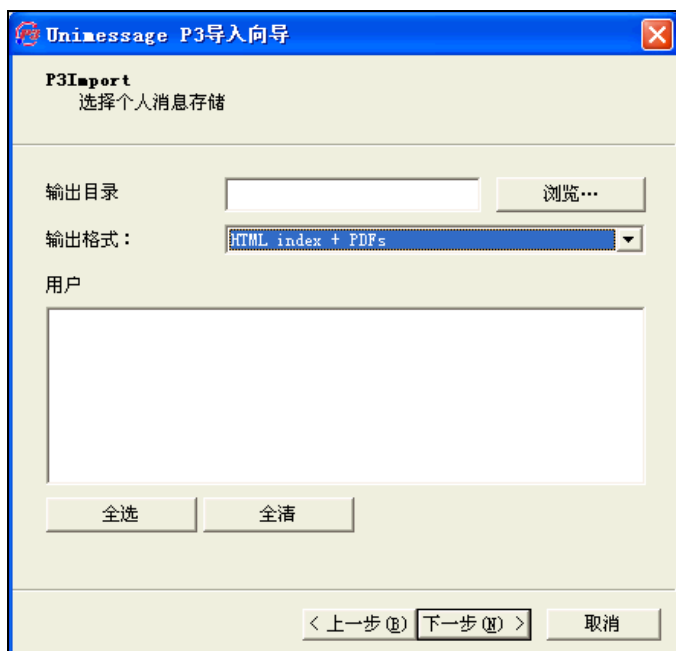 Unimessage P3导入向导
P3Import
选择个人消息存储
输出目录
浏览…
输出格式：
HTML index + PDFs
用户
全选
全清
< 上一步(B)
下一步(N) >
取消